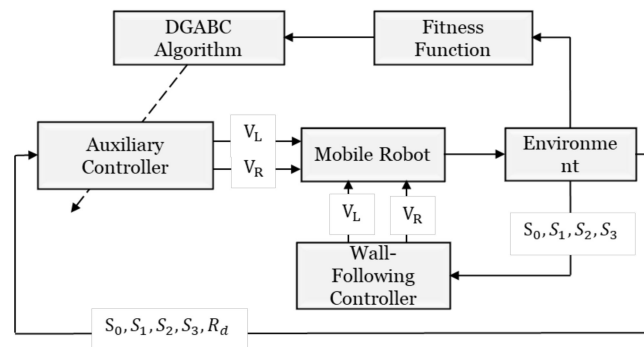 DGABC
Algorithm
Fitness
Function
Auxiliary
Controller
V_L
V_R
Mobile Robot
Environme
nt
V_L
V_R
S_0, S_1, S_2, S_3
Wall-
Following
Controller
S_0, S_1, S_2, S_3, R_d